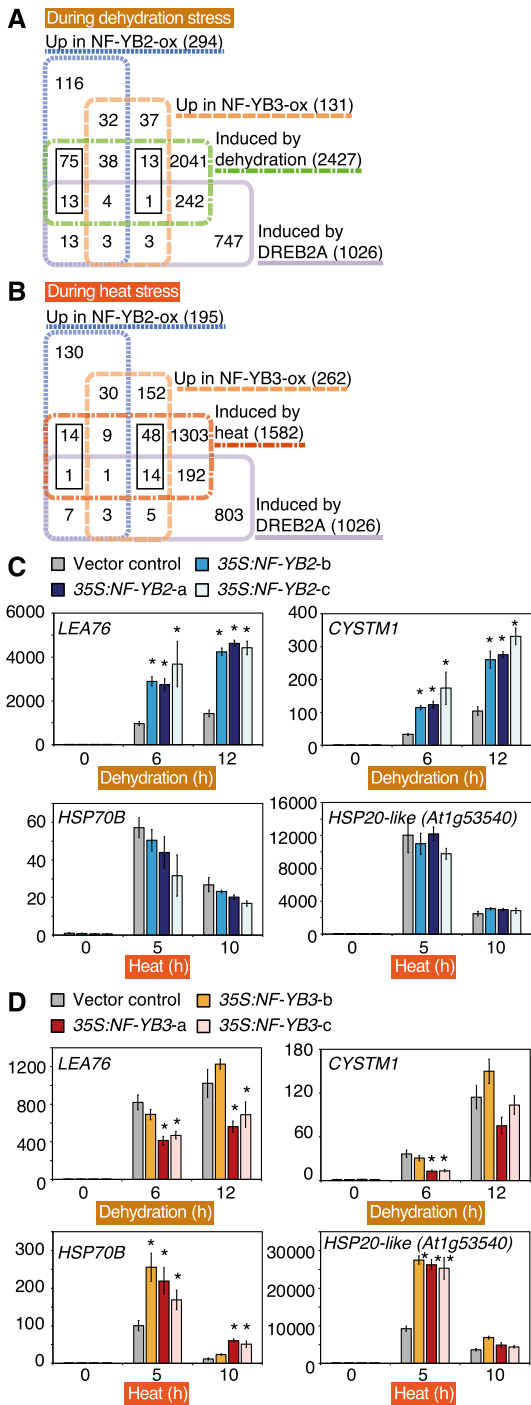 A
During dehydration stress
Up in NF-YB2-ox (294)
116
Up in NF-YB3-ox (131)
32 37
Induced by
dehydration (2427)
75 38 13 2041
13 4 1 242
13 3 3 747
Induced by
DREB2A (1026)
B
During heat stress
Up in NF-YB2-ox (195)
130
Up in NF-YB3-ox (262)
30 152
Induced by
heat (1582)
14 9 48 1303
1 1 14 192
7 3 5 803
Induced by
DREB2A (1026)
C
Vector control 35S:NF-YB2-b
35S:NF-YB2-a 35S:NF-YB2-c
6000
4000
2000
0
LEA76
* * *
* * *
0 6 12
Dehydration (h)
400
300
200
100
0
CYSTM1
* * *
* * *
0 6 12
Dehydration (h)
60
40
20
0
HSP70B
0 5 10
Heat (h)
16000
12000
8000
4000
0
HSP20-like (At1g53540)
0 5 10
Heat (h)
D
Vector control 35S:NF-YB3-b
35S:NF-YB3-a 35S:NF-YB3-c
1200
800
400
0
LEA76
* *
* *
0 6 12
Dehydration (h)
180
120
60
0
CYSTM1
* *
0 6 12
Dehydration (h)
300
200
100
0
HSP70B
* * *
* *
0 5 10
Heat (h)
30000
20000
10000
0
HSP20-like (At1g53540)
* * *
0 5 10
Heat (h)